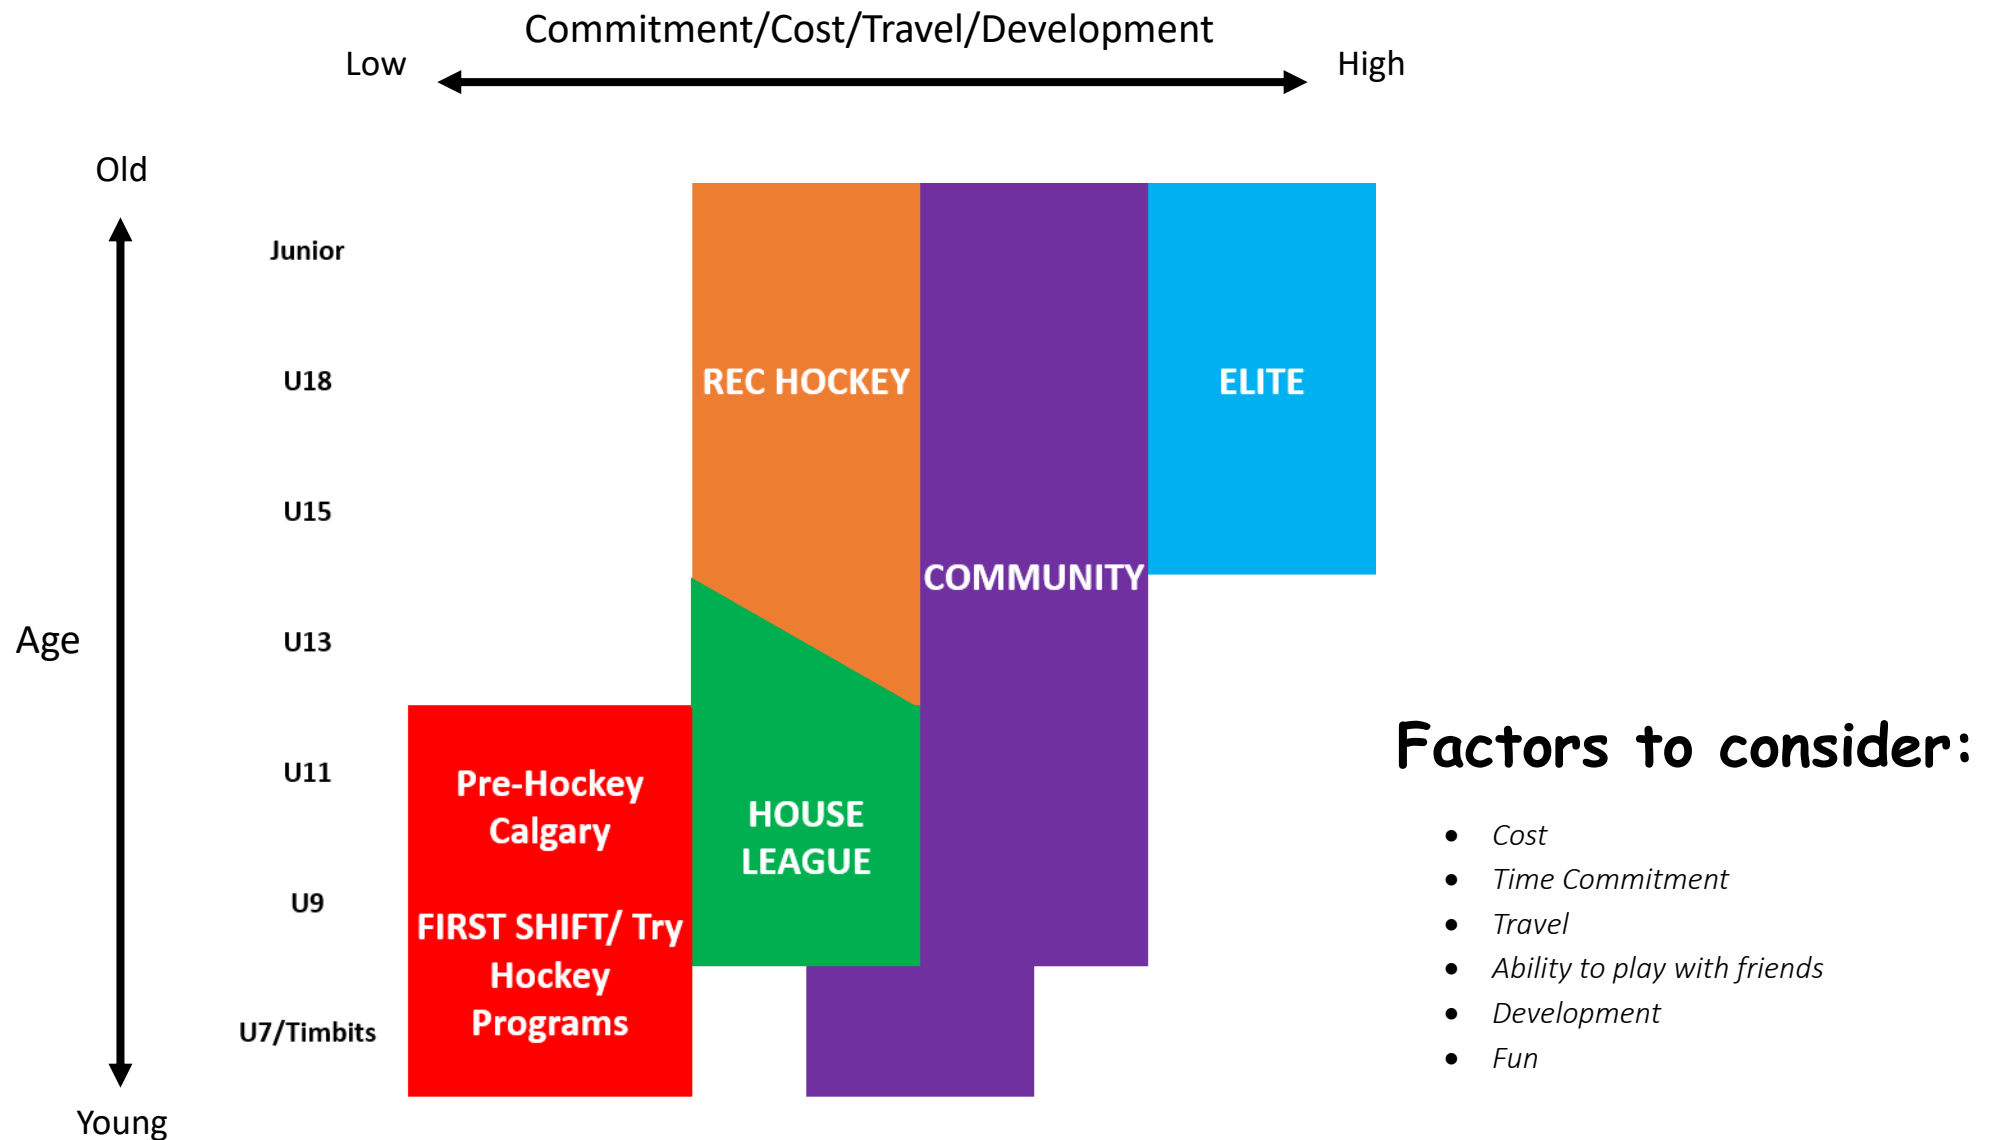 Commitment/Cost/Travel/Development
Low
High
Old
Junior
U18
REC HOCKEY
ELITE
U15
COMMUNITY
Age
U13
Factors to consider:
U11
Pre-Hockey
Calgary
HOUSE
LEAGUE
U9
FIRST SHIFT/ Try
Hockey
Programs
U7/Timbits
Young
• Cost
• Time Commitment
• Travel
• Ability to play with friends
• Development
• Fun